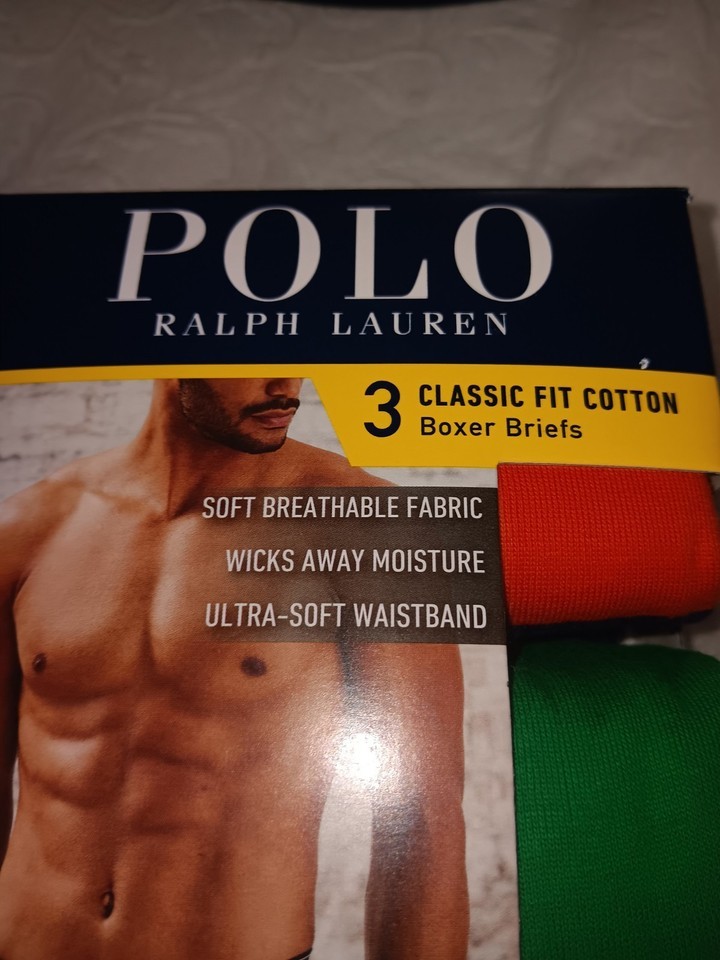 POLO
RALPH LAUREN
3 CLASSIC FIT COTTON
Boxer Briefs
SOFT BREATHABLE FABRIC
WICKS AWAY MOISTURE
ULTRA-SOFT WAISTBAND